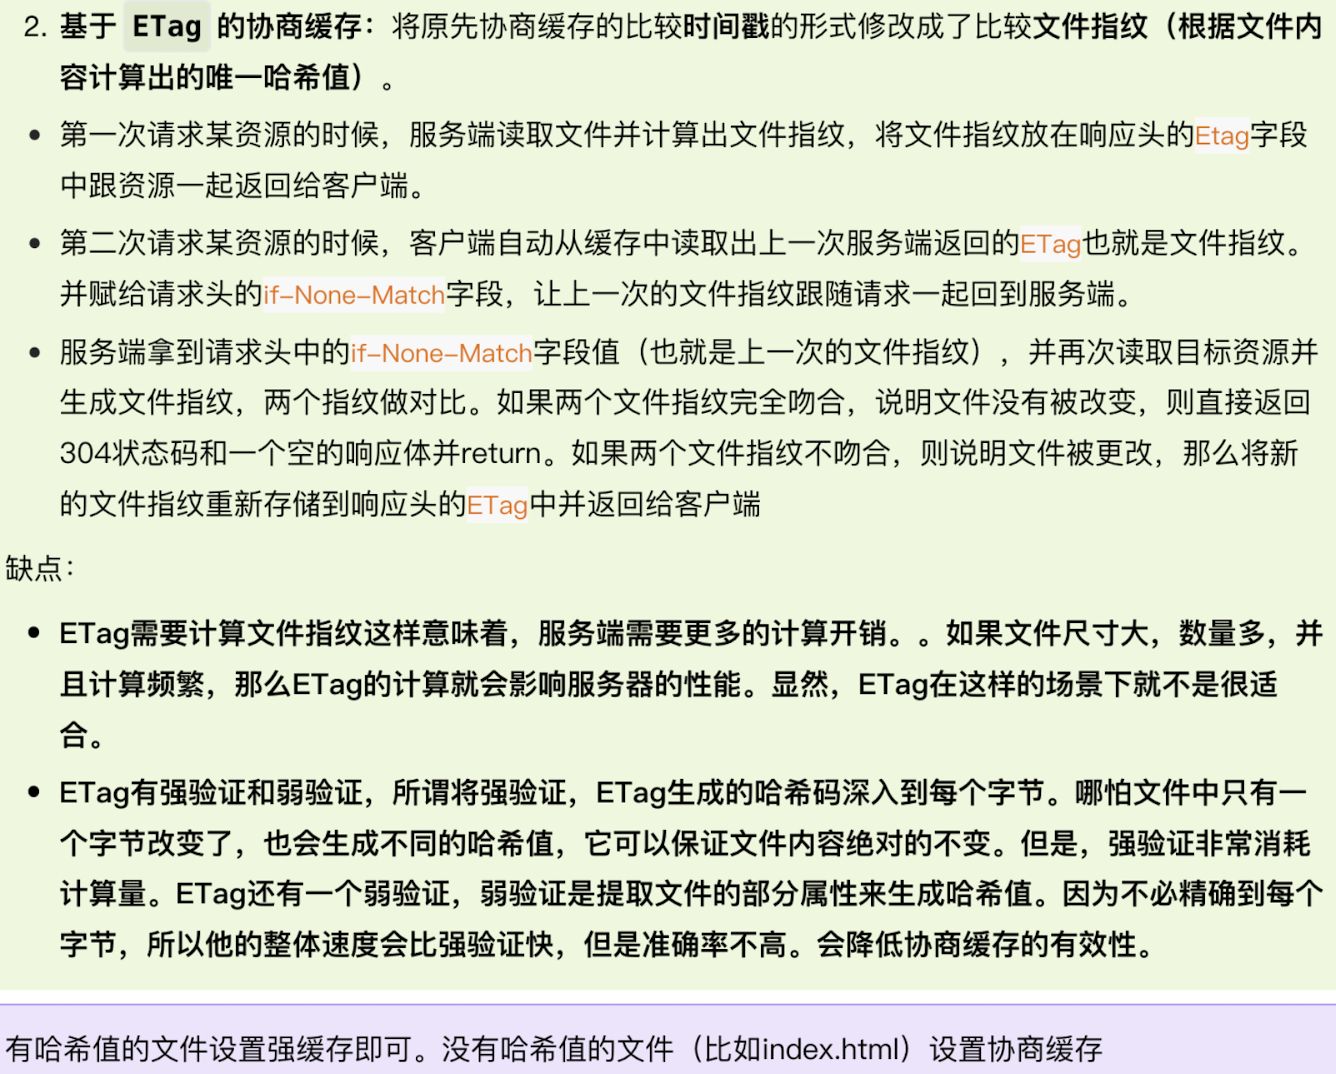 2. 基于 ETag 的协商缓存：将原先协商缓存的比较时间戳的形式修改成了比较文件指纹（根据文件内
容计算出的唯一哈希值）。
• 第一次请求某资源的时候，服务端读取文件并计算出文件指纹，将文件指纹放在响应头的Etag字段
中跟资源一起返回给客户端。
• 第二次请求某资源的时候，客户端自动从缓存中读取出上一次服务端返回的ETag也就是文件指纹。
并赋给请求头的if-None-Match字段，让上一次的文件指纹跟随请求一起回到服务端。
• 服务端拿到请求头中的if-None-Match字段值（也就是上一次的文件指纹），并再次读取目标资源并
生成文件指纹，两个指纹做对比。如果两个文件指纹完全吻合，说明文件没有被改变，则直接返回
304状态码和一个空的响应体并return。如果两个文件指纹不吻合，则说明文件被更改，那么将新
的文件指纹重新存储到响应头的ETag中并返回给客户端
缺点：
• ETag需要计算文件指纹这样意味着，服务端需要更多的计算开销。。如果文件尺寸大，数量多，并
且计算频繁，那么ETag的计算就会影响服务器的性能。显然，ETag在这样的场景下就不是很适
合。
• ETag有强验证和弱验证，所谓将强验证，ETag生成的哈希码深入到每个字节。哪怕文件中只有一
个字节改变了，也会生成不同的哈希值，它可以保证文件内容绝对的不变。但是，强验证非常消耗
计算量。ETag还有一个弱验证，弱验证是提取文件的部分属性来生成哈希值。因为不必精确到每个
字节，所以他的整体速度会比强验证快，但是准确率不高。会降低协商缓存的有效性。
有哈希值的文件设置强缓存即可。没有哈希值的文件（比如index.html）设置协商缓存